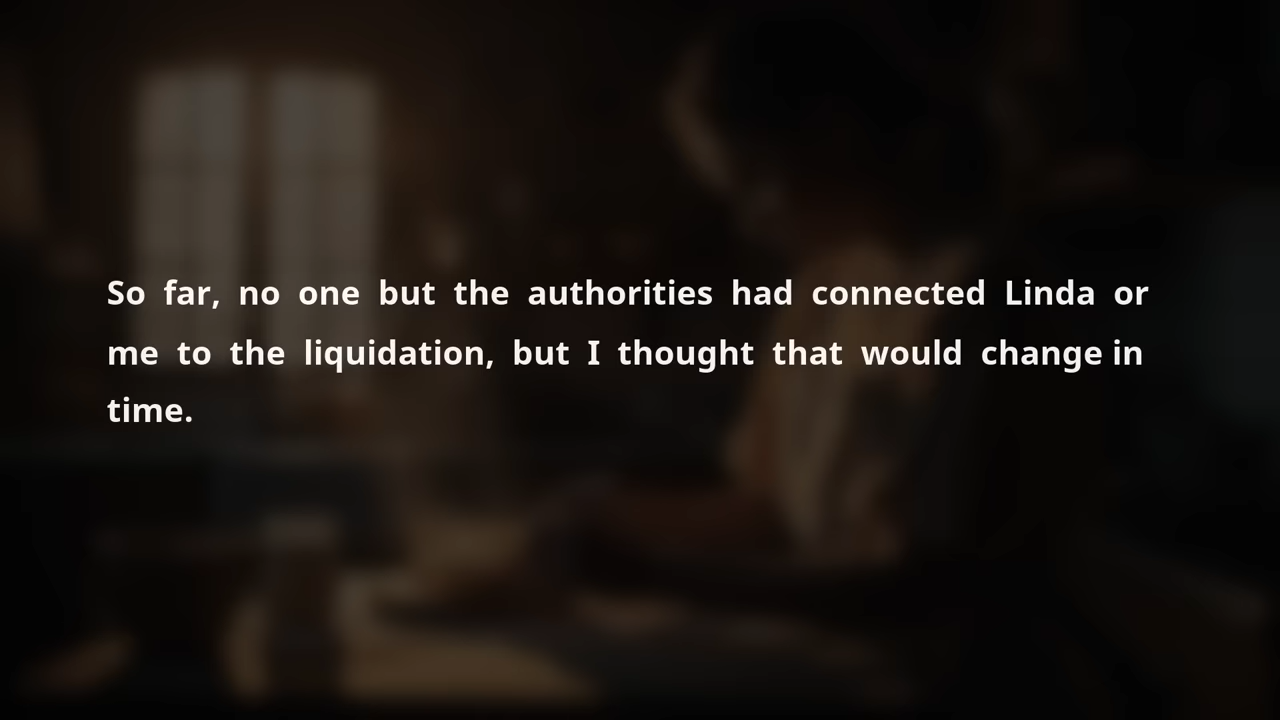 So far, no one but the authorities had connected Linda or
me to the liquidation, but I thought that would change in
time.